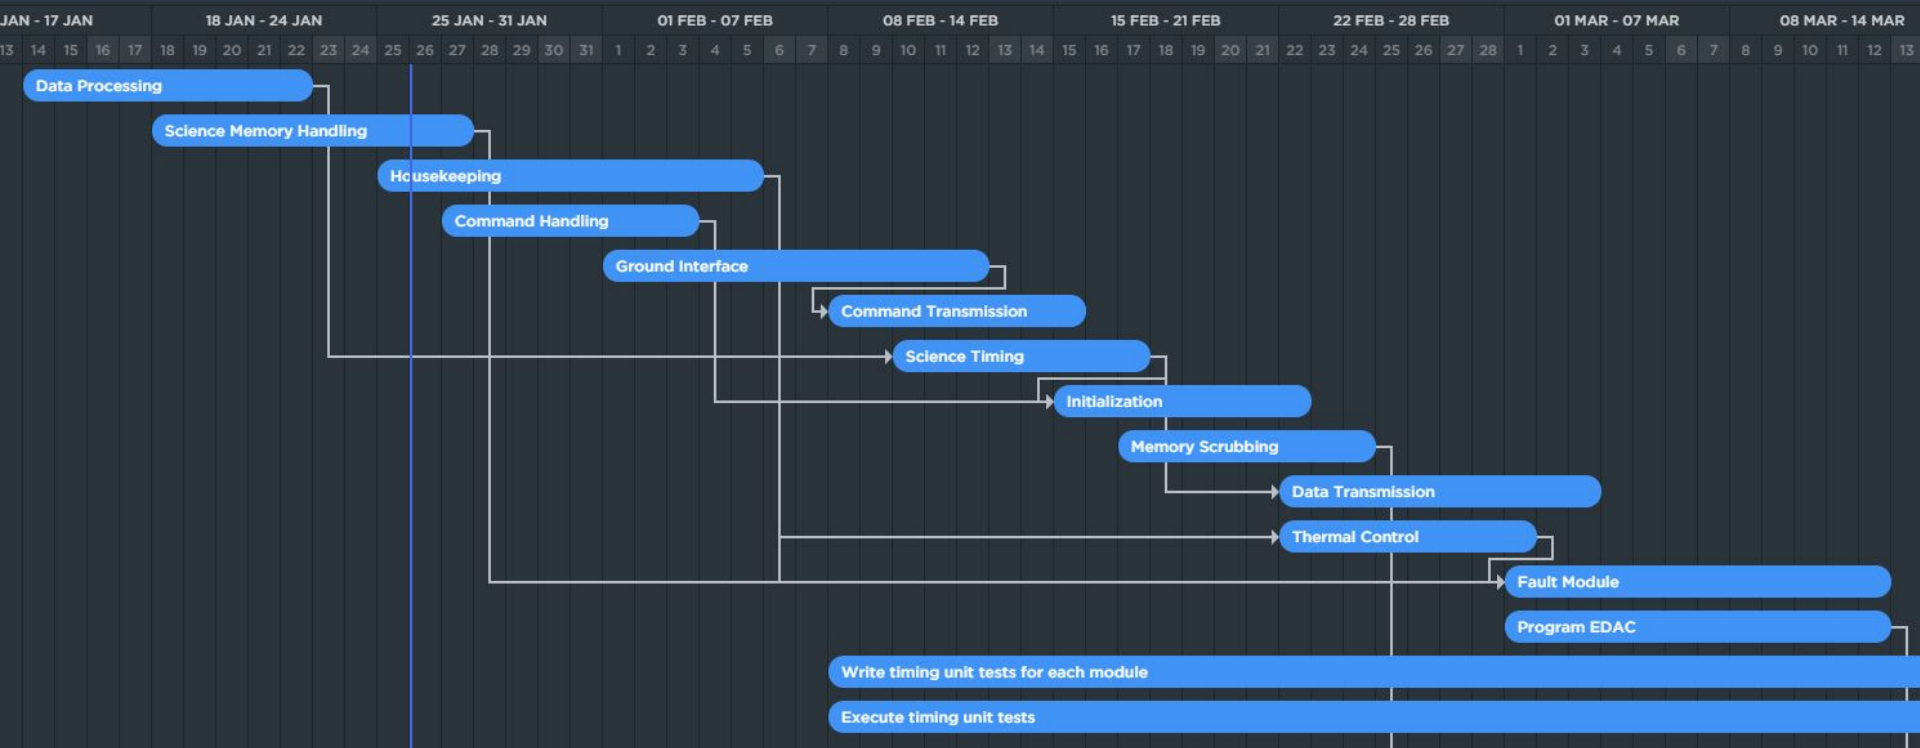 JAN - 17 JAN 18 JAN - 24 JAN 25 JAN - 31 JAN 01 FEB - 07 FEB 08 FEB - 14 FEB 15 FEB - 21 FEB 22 FEB - 28 FEB 01 MAR - 07 MAR 08 MAR - 14 MAR
13 14 15 16 17 18 19 20 21 22 23 24 25 26 27 28 29 30 31 1 2 3 4 5 6 7 8 9 10 11 12 13 14 15 16 17 18 19 20 21 22 23 24 25 26 27 28 1 2 3 4 5 6 7 8 9 10 11 12 13
Data Processing
Science Memory Handling
Housekeeping
Command Handling
Ground Interface
Command Transmission
Science Timing
Initialization
Memory Scrubbing
Data Transmission
Thermal Control
Fault Module
Program EDAC
Write timing unit tests for each module
Execute timing unit tests